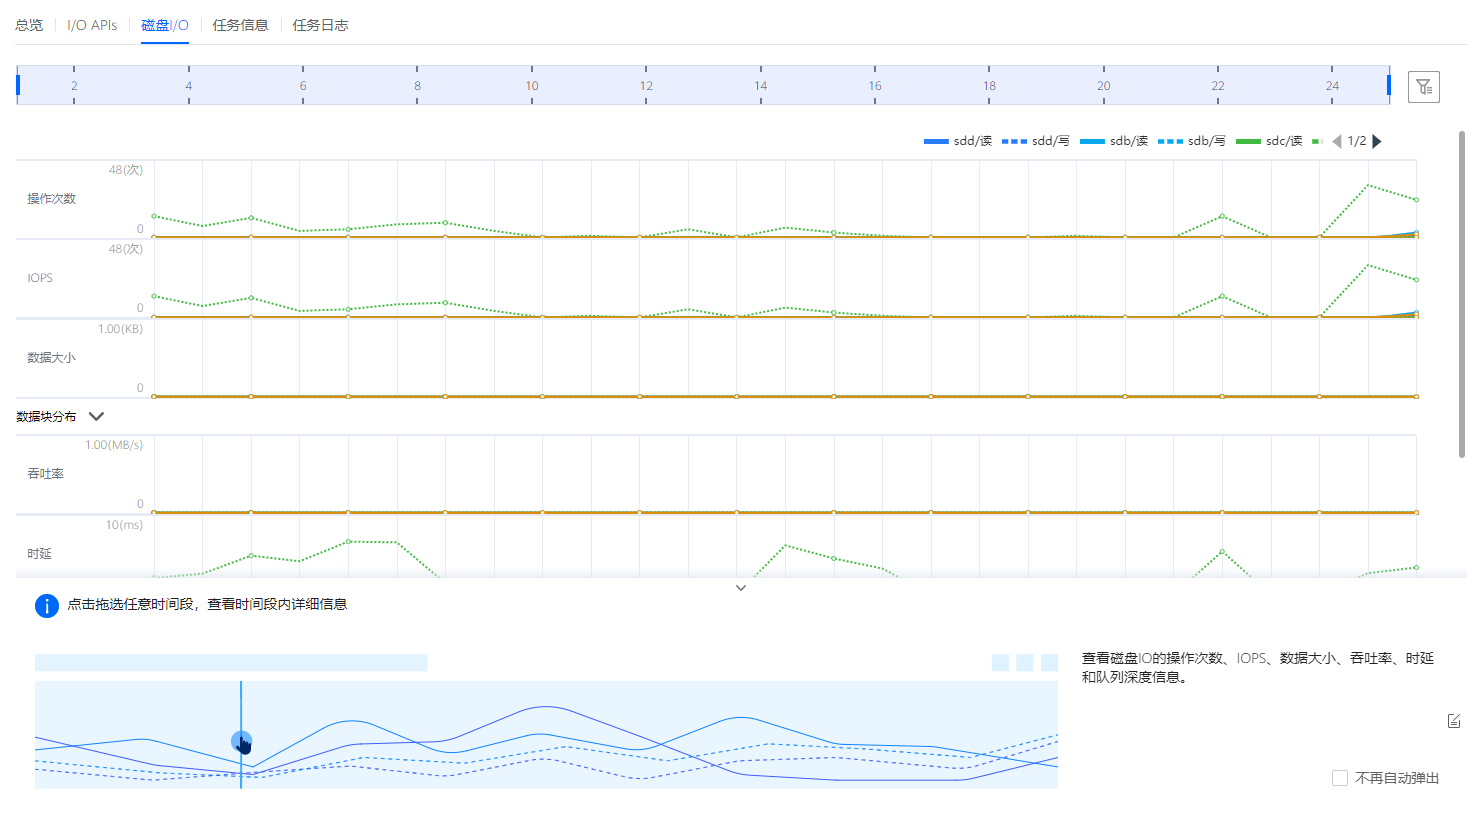 总览 I/O APIs 磁盘I/O 任务信息 任务日志
2 4 6 8 10 12 14 16 18 20 22 24
sdd/读 sdd/写 sdb/读 sdb/写 sdc/读 1/2
48(次)
操作次数
0
48(次)
IOPS
0
1.00(KB)
数据大小
0
数据块分布
1.00(MB/s)
吞吐率
0
10(ms)
时延
点击拖选任意时间段，查看时间段内详细信息
查看磁盘IO的操作次数、IOPS、数据大小、吞吐率、时延
和队列深度信息。
不再自动弹出